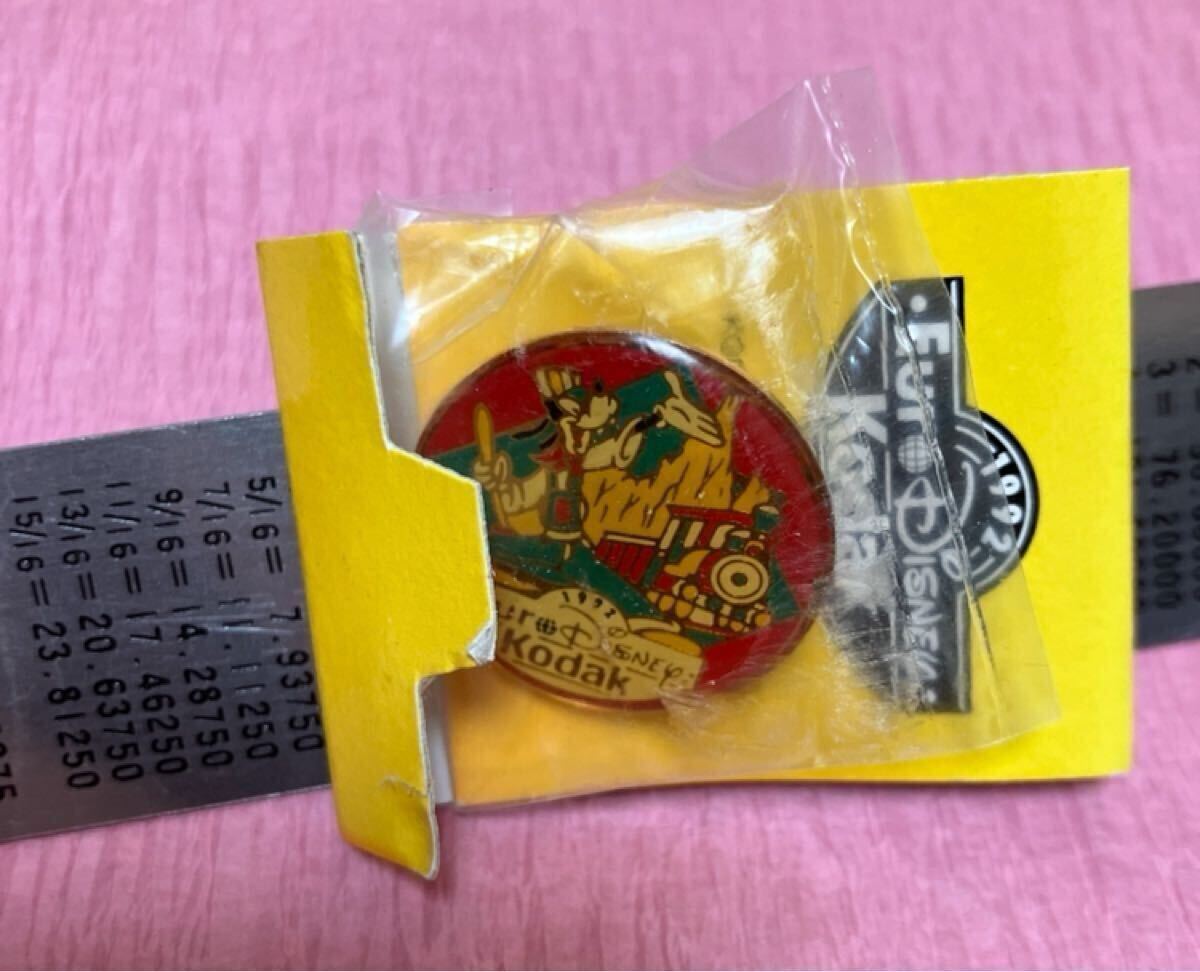 5/16 = 7.93750
7/16 = 11.11250
9/16 = 14.28750
11/16 = 17.46250
13/16 = 20.63750
15/16 = 23.81250
1992
uro Disney
Kodak
· Euro Disney ·
Kodak
1992
3 = 76.20000